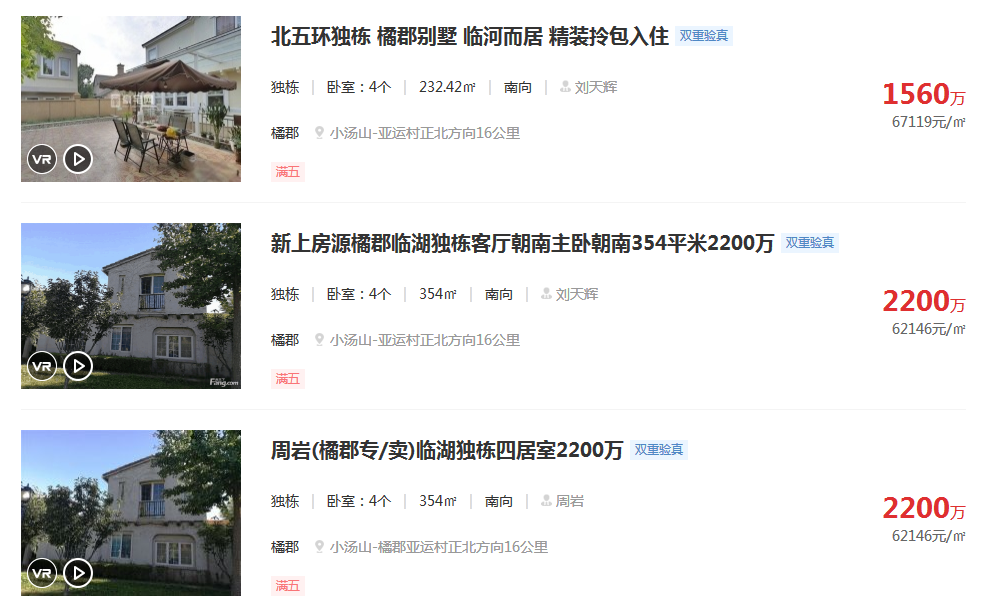 北五环独栋 橘郡别墅 临河而居 精装拎包入住 双重验真
独栋 卧室：4个 232.42㎡ 南向 刘天辉
1560万
67119元/㎡
橘郡 小汤山-亚运村正北方向16公里
VR
满五
新上房源橘郡临湖独栋客厅朝南主卧朝南354平米2200万 双重验真
独栋 卧室：4个 354㎡ 南向 刘天辉
2200万
62146元/㎡
橘郡 小汤山-亚运村正北方向16公里
VR
满五
Fang.com
周岩(橘郡专/卖)临湖独栋四居室2200万 双重验真
独栋 卧室：4个 354㎡ 南向 周岩
2200万
62146元/㎡
橘郡 小汤山-橘郡亚运村正北方向16公里
VR
满五